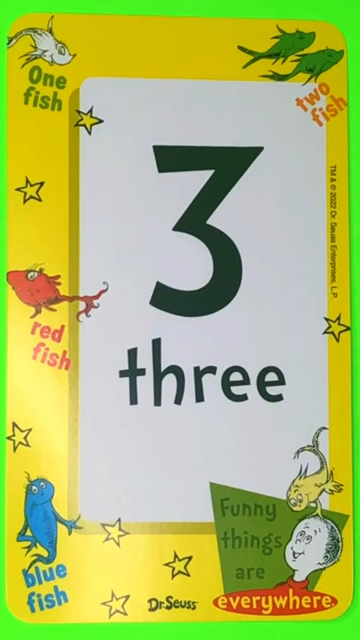 One
fish
two
fish
3
three
TM & © 2022 Dr. Seuss Enterprises, L.P.
red
fish
blue
fish
Funny
things
are
everywhere.
Dr. Seuss